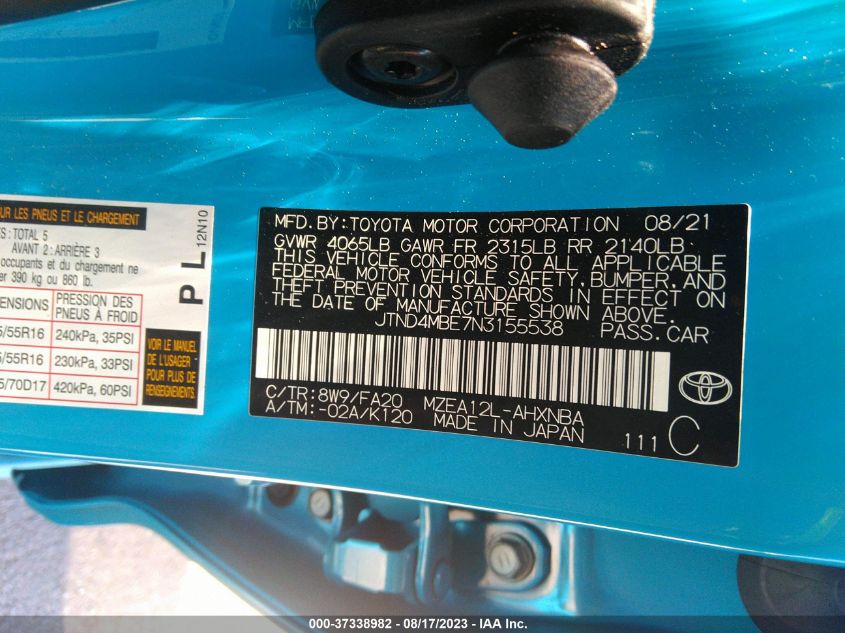 UR LES PNEUS ET LE CHARGEMENT
ES: TOTAL 5
AVANT 2: ARRIÈRE 3
occupants et du chargement ne
er 390 kg ou 860 lb.
ENSIONS PRESSION DES PNEUS À FROID
5/55R16 240kPa, 35PSI
5/55R16 230kPa, 33PSI
5/70D17 420kPa, 60PSI
P L 12N10
VOIR LE MANUEL
DE L'USAGER
POUR PLUS DE
RENSEIGNEMENTS
MFD. BY: TOYOTA MOTOR CORPORATION 08/21
GVWR 4065LB GAWR FR 2315LB RR 2140LB
THIS VEHICLE CONFORMS TO ALL APPLICABLE
FEDERAL MOTOR VEHICLE SAFETY, BUMPER, AND
THEFT PREVENTION STANDARDS IN EFFECT ON
THE DATE OF MANUFACTURE SHOWN ABOVE.
JTND4MBE7N3155538 PASS.CAR
C/TR: 8W9/FA20 MZEA12L-AHXNBA
A/TM: -02A/K120 MADE IN JAPAN
111 C
000-37338982 - 08/17/2023 - IAA Inc.